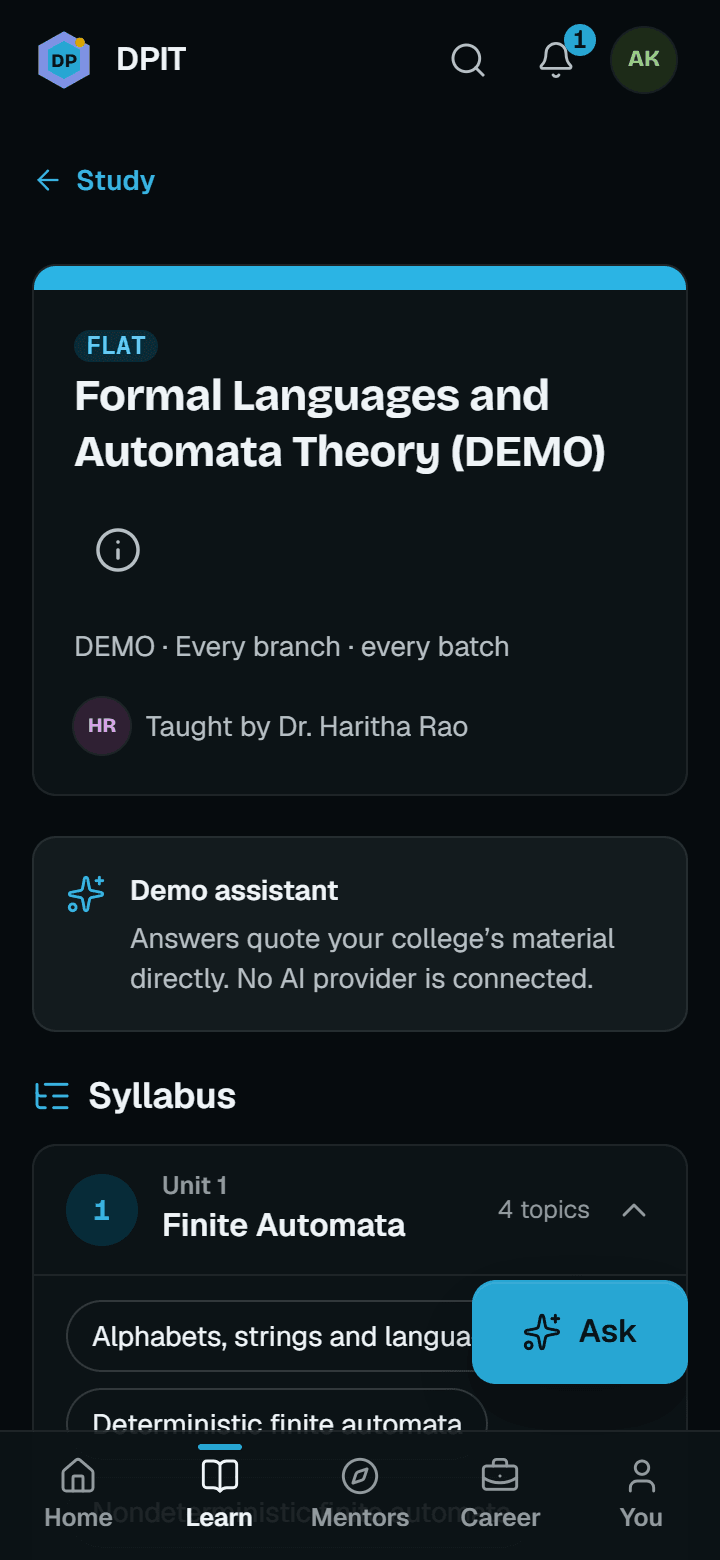 DP
DPIT
1
AK
Study
FLAT
Formal Languages and
Automata Theory (DEMO)
DEMO · Every branch · every batch
HR
Taught by Dr. Haritha Rao
Demo assistant
Answers quote your college’s material
directly. No AI provider is connected.
Syllabus
1
Unit 1
Finite Automata
4 topics
Alphabets, strings and langua
Ask
Deterministic finite automata
Nondeterministic finite automata
Home
Learn
Mentors
Career
You